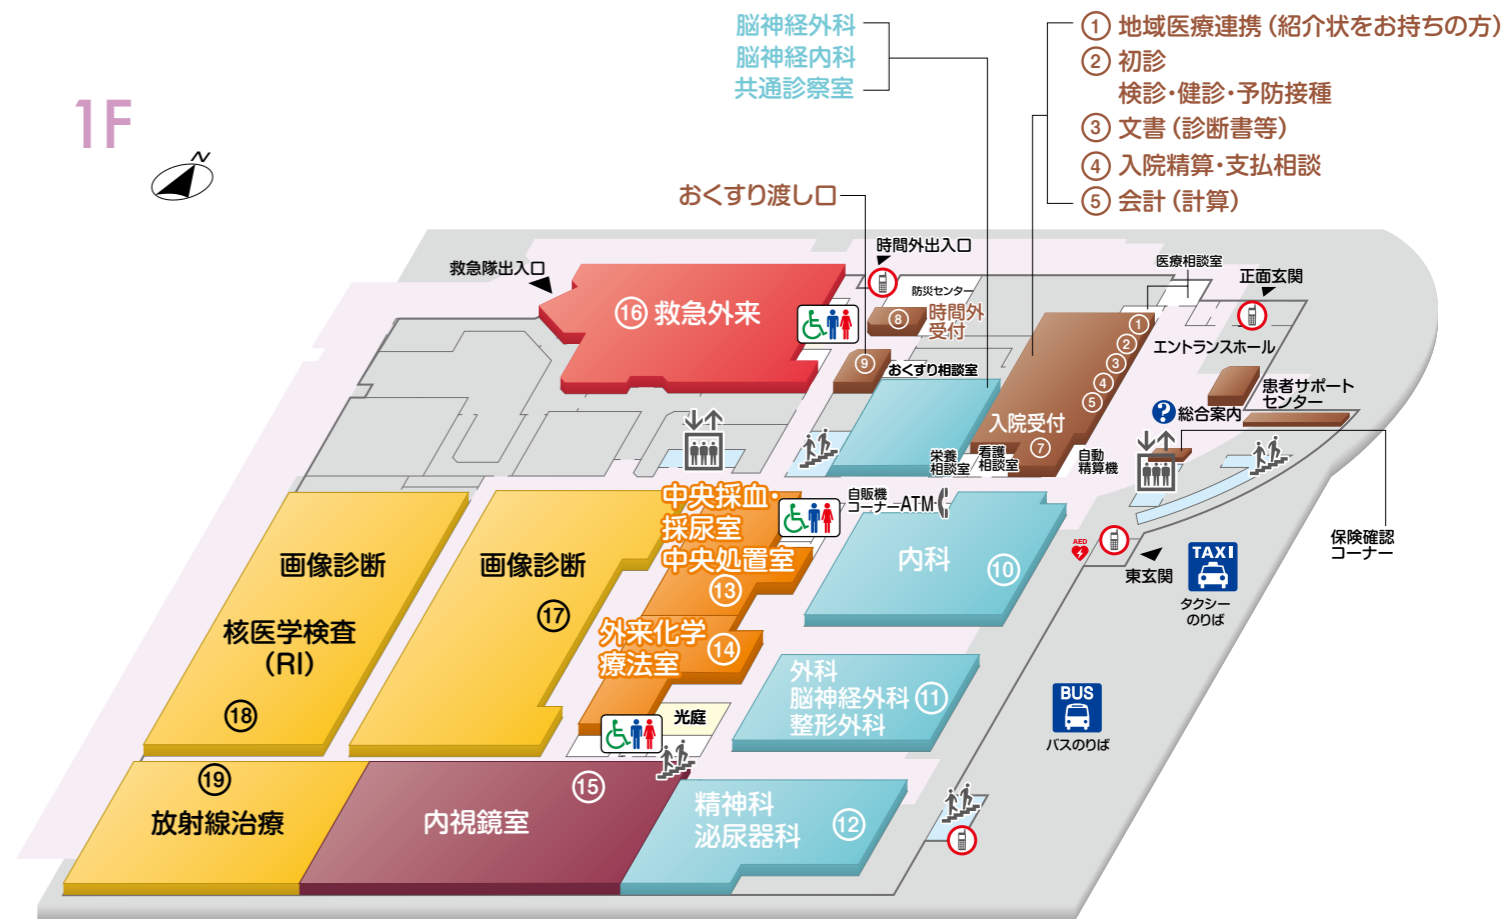 1F
N
脳神経外科
脳神経内科
共通診察室
① 地域医療連携（紹介状をお持ちの方）
② 初診
検診・健診・予防接種
③ 文書（診断書等）
④ 入院精算・支払相談
⑤ 会計（計算）
おくすり渡し口
時間外出入口
救急隊出入口
医療相談室
正面玄関
防災センター
⑯ 救急外来
⑧ 時間外
受付
①
②
③
④
⑤
エントランスホール
⑨
おくすり相談室
患者サポート
センター
? 総合案内
入院受付
⑦
栄養
相談室
看護
相談室
自動
精算機
保険確認
コーナー
中央採血・
採尿室
中央処置室
⑬
自販機
コーナー
ATM
画像診断
核医学検査
（RI）
⑱
画像診断
⑰
内科
⑩
AED
東玄関
TAXI
タクシー
のりば
外来化学
療法室
⑭
外科
脳神経外科
整形外科
⑪
BUS
バスのりば
光庭
⑲
放射線治療
⑮
内視鏡室
精神科
泌尿器科
⑫